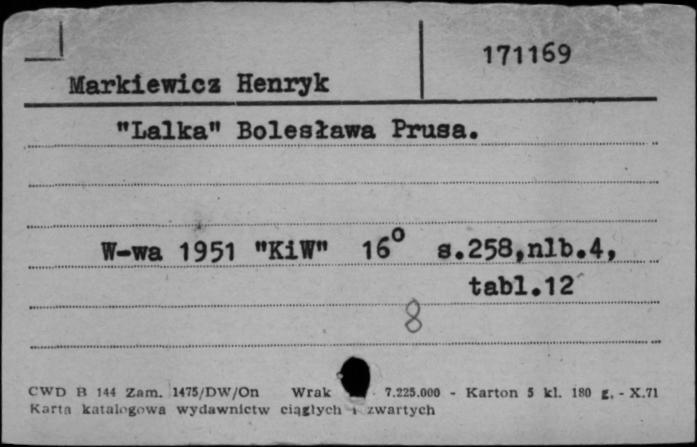 171169
Markiewicz Henryk
"Lalka" Bolesława Prusa.
W-wa 1951 "KiW" 16° s.258,nlb.4,
tabl.12
8
CWD B 144 Zam. 1475/DW/On Wrak 7.225.000 - Karton 5 kl. 180 g. - X.71
Karta katalogowa wydawnictw ciągłych i zwartych